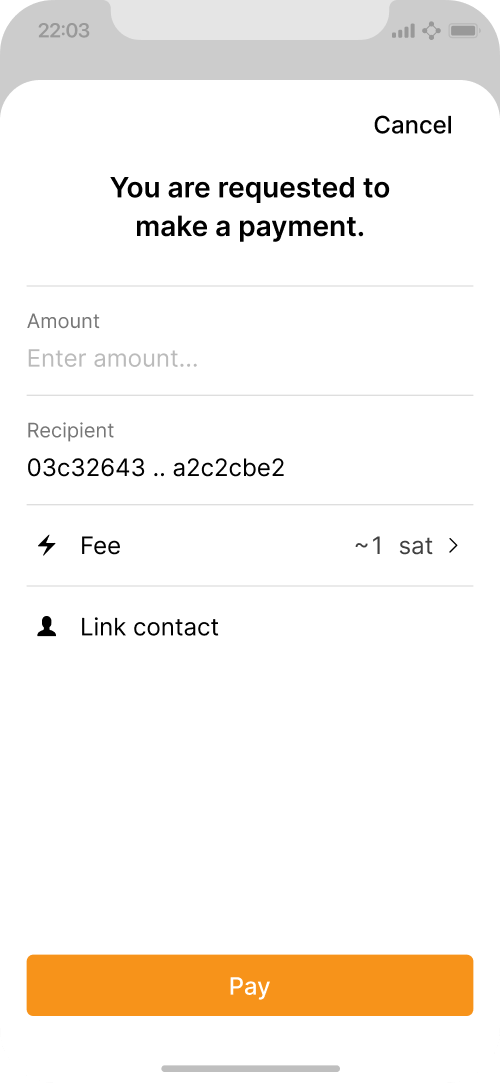 22:03
Cancel
You are requested to
make a payment.
Amount
Enter amount...
Recipient
03c32643 .. a2c2cbe2
Fee ~1 sat
Link contact
Pay